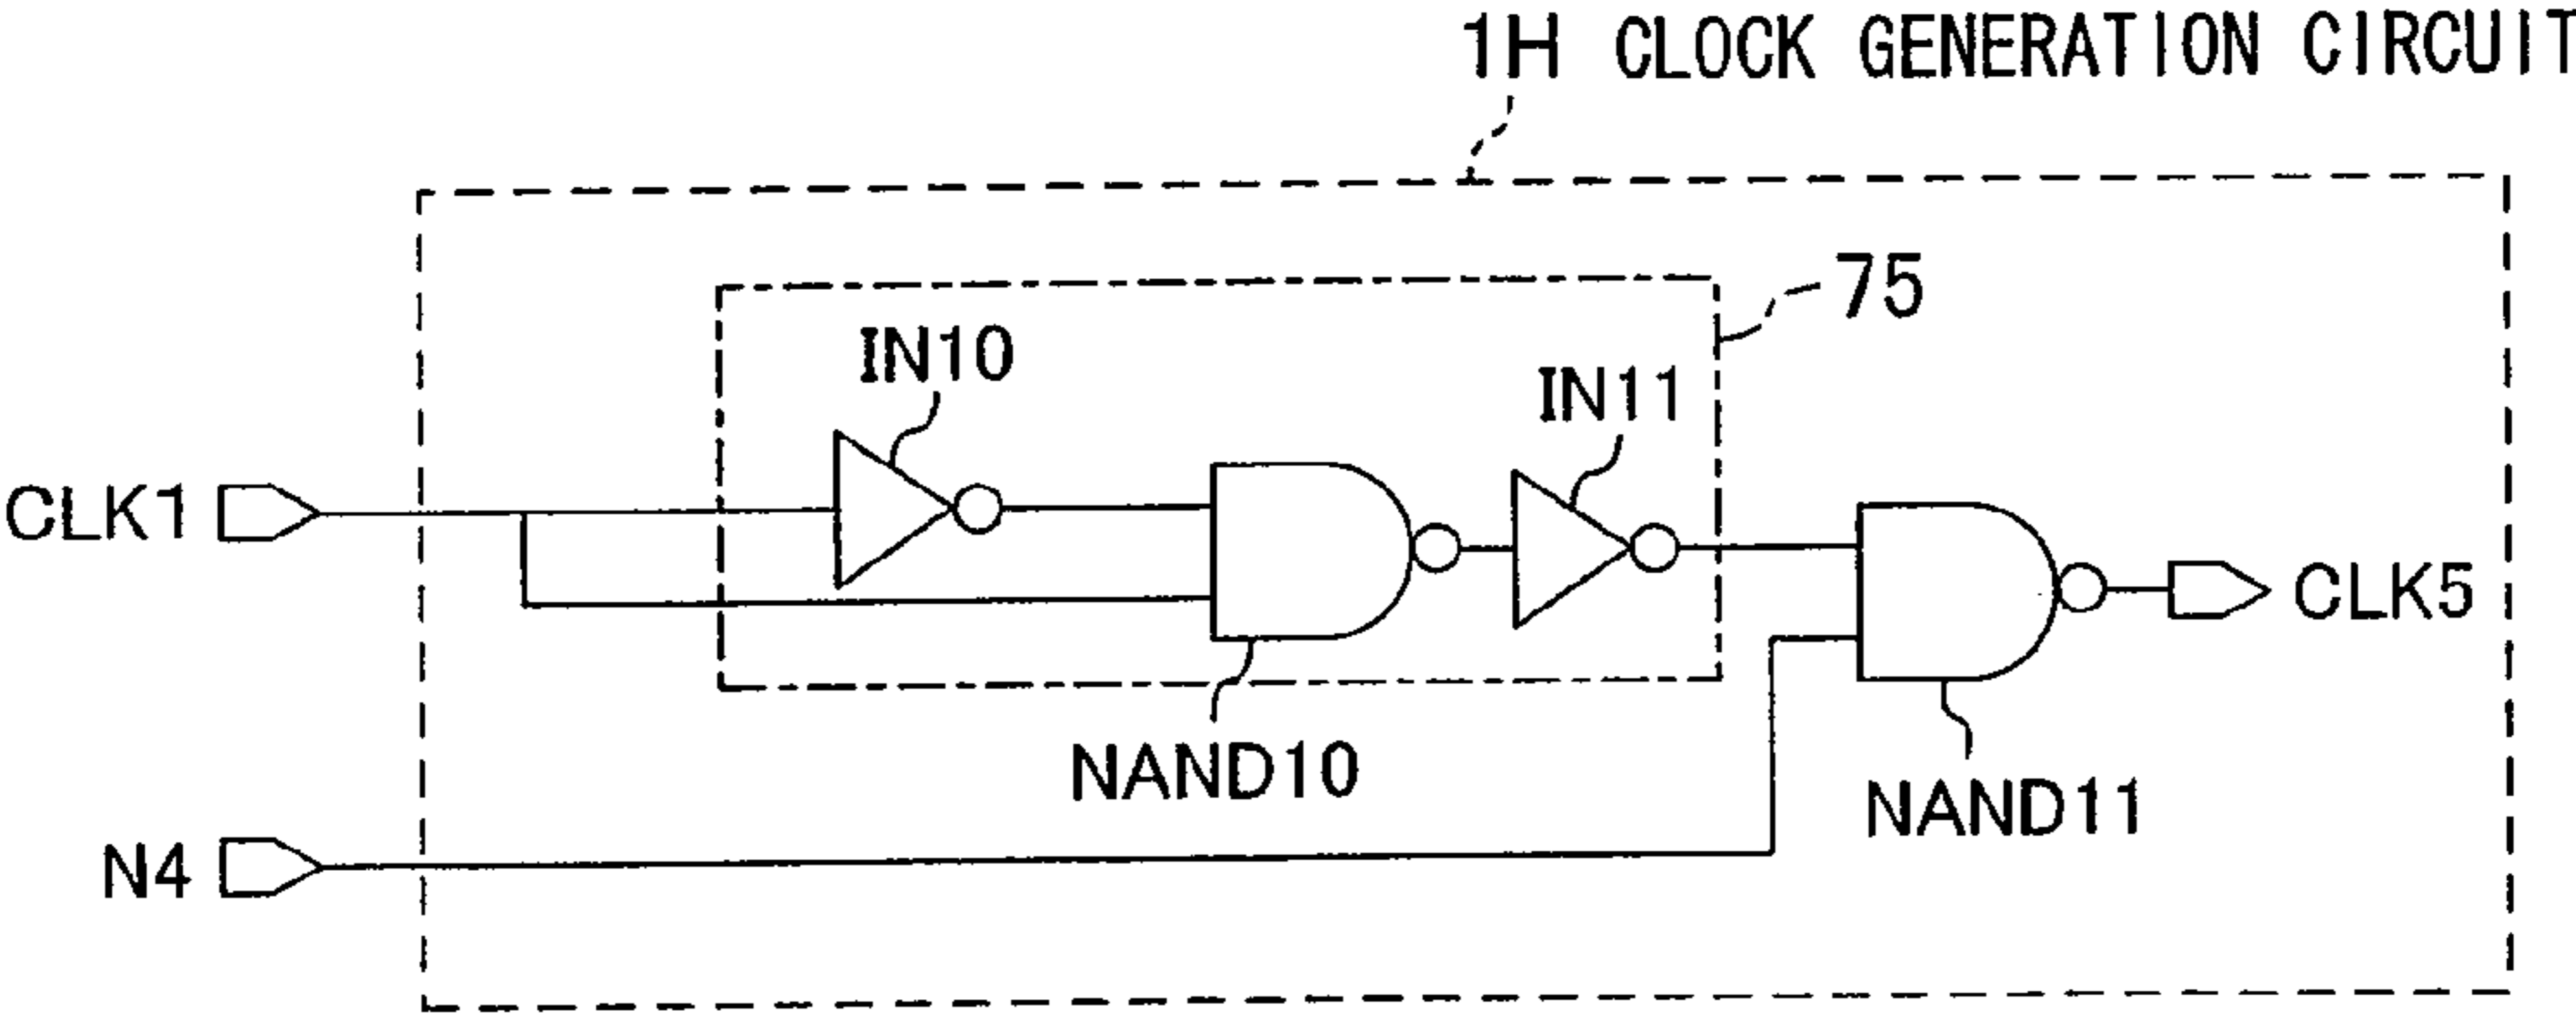 1H CLOCK GENERATION CIRCUIT
75
IN10
IN11
CLK1
CLK5
NAND10
NAND11
N4